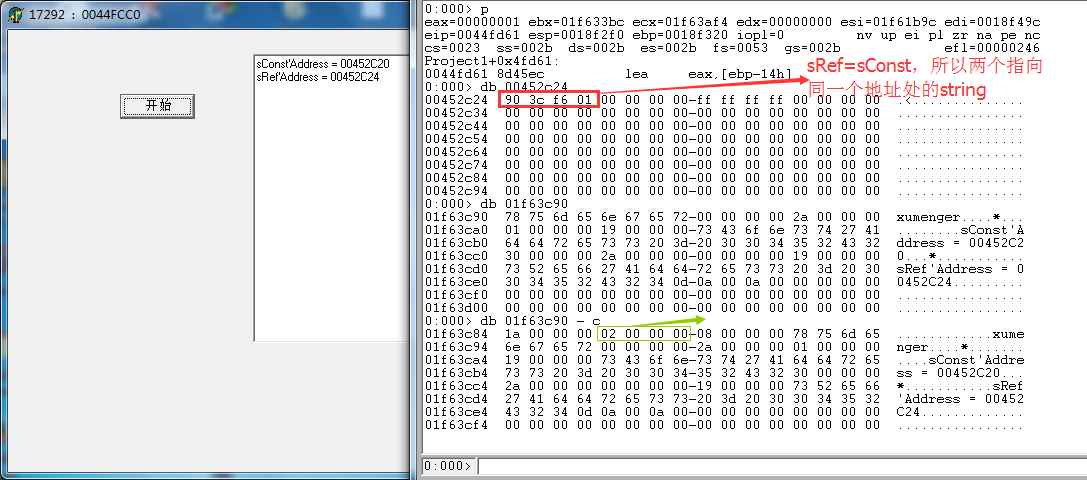 17292 : 0044FCC0
开始
sConst'Address = 00452C20
sRef'Address = 00452C24
0:000> p
eax=00000001 ebx=01f633bc ecx=01f63af4 edx=00000000 esi=01f61b9c edi=0018f49c
eip=0044fd61 esp=0018f2f0 ebp=0018f320 iopl=0         nv up ei pl zr na pe nc
cs=0023  ss=002b  ds=002b  es=002b  fs=0053  gs=002b             efl=00000246
Project1+0x4fd61:
0044fd61 8d45ec          lea     eax,[ebp-14h]
0:000> db 00452c24
00452c24  90 3c f6 01 00 00 00 00-ff ff ff ff 00 00 00 00  .<..............
00452c34  00 00 00 00 00 00 00 00-00 00 00 00 00 00 00 00  ................
00452c44  00 00 00 00 00 00 00 00-00 00 00 00 00 00 00 00  ................
00452c54  00 00 00 00 00 00 00 00-00 00 00 00 00 00 00 00  ................
00452c64  00 00 00 00 00 00 00 00-00 00 00 00 00 00 00 00  ................
00452c74  00 00 00 00 00 00 00 00-00 00 00 00 00 00 00 00  ................
00452c84  00 00 00 00 00 00 00 00-00 00 00 00 00 00 00 00  ................
00452c94  00 00 00 00 00 00 00 00-00 00 00 00 00 00 00 00  ................
sRef=sConst，所以两个指向
同一个地址处的string
0:000> db 01f63c90
01f63c90  78 75 6d 65 6e 67 65 72-00 00 00 00 2a 00 00 00  xumenger....*...
01f63ca0  01 00 00 00 19 00 00 00-73 43 6f 6e 73 74 27 41  ........sConst'A
01f63cb0  64 64 72 65 73 73 20 3d-20 30 30 34 35 32 43 32  ddress = 00452C2
01f63cc0  30 00 00 00 2a 00 00 00-00 00 00 00 19 00 00 00  0...*...........
01f63cd0  73 52 65 66 27 41 64 64-72 65 73 73 20 3d 20 30  sRef'Address = 0
01f63ce0  30 34 35 32 43 32 34 0d-0a 00 0a 00 00 00 00 00  0452C24.........
01f63cf0  00 00 00 00 00 00 00 00-00 00 00 00 00 00 00 00  ................
01f63d00  00 00 00 00 00 00 00 00-00 00 00 00 00 00 00 00  ................
0:000> db 01f63c90 - c
01f63c84  1a 00 00 00 02 00 00 00-08 00 00 00 78 75 6d 65  ............xume
01f63c94  6e 67 65 72 00 00 00 00-2a 00 00 00 01 00 00 00  nger....*.......
01f63ca4  19 00 00 00 73 43 6f 6e-73 74 27 41 64 64 72 65  ....sConst'Addre
01f63cb4  73 73 20 3d 20 30 30 34-35 32 43 32 30 00 00 00  ss = 00452C20...
01f63cc4  2a 00 00 00 00 00 00 00-19 00 00 00 73 52 65 66  *...........sRef
01f63cd4  27 41 64 64 72 65 73 73-20 3d 20 30 30 34 35 32  'Address = 00452
01f63ce4  43 32 34 0d 0a 00 0a 00-00 00 00 00 00 00 00 00  C24.............
01f63cf4  00 00 00 00 00 00 00 00-00 00 00 00 00 00 00 00  ................
0:000>